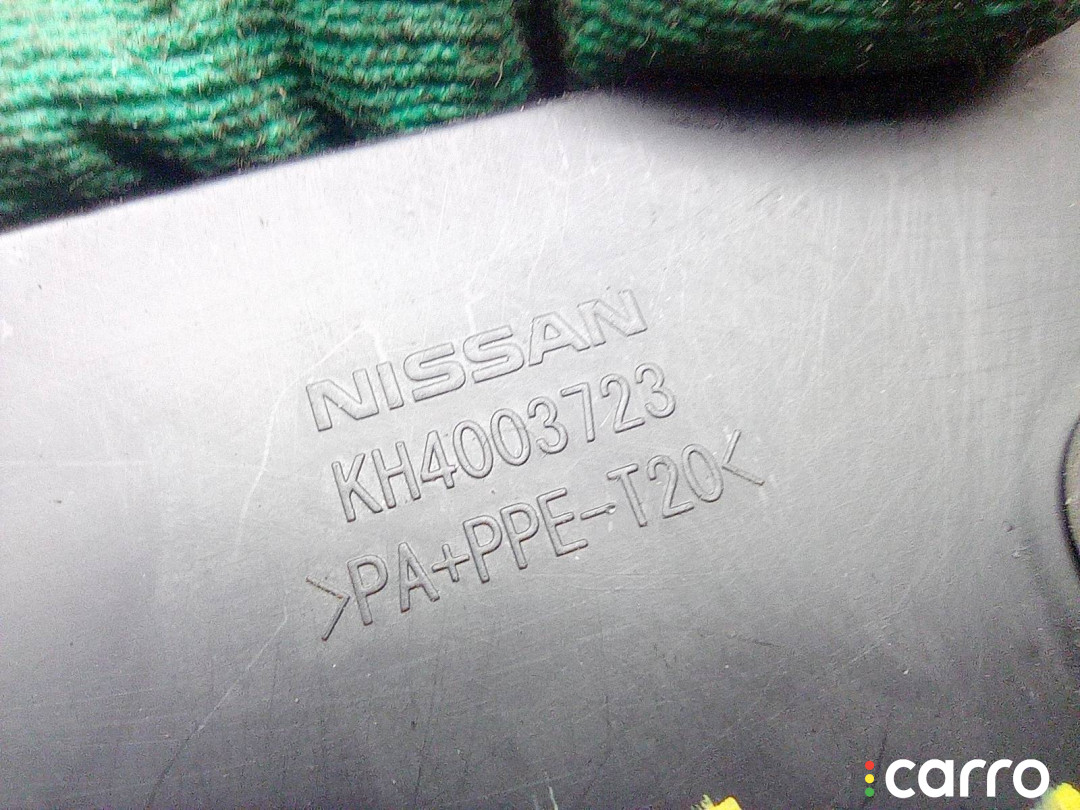 NISSAN
KH4003723
>PA+PPE-T20<
carro